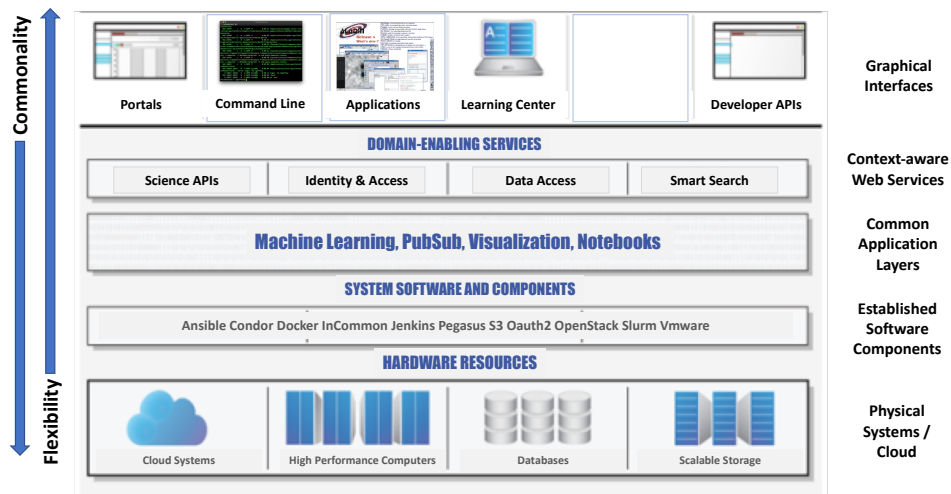 Commonality
Flexibility
Portals
Command Line
Applications
Learning Center
Developer APIs
Graphical
Interfaces
DOMAIN-ENABLING SERVICES
Science APIs
Identity & Access
Data Access
Smart Search
Context-aware
Web Services
Machine Learning, PubSub, Visualization, Notebooks
Common
Application
Layers
SYSTEM SOFTWARE AND COMPONENTS
Ansible Condor Docker InCommon Jenkins Pegasus S3 Oauth2 OpenStack Slurm Vmware
Established
Software
Components
HARDWARE RESOURCES
Cloud Systems
High Performance Computers
Databases
Scalable Storage
Physical
Systems /
Cloud